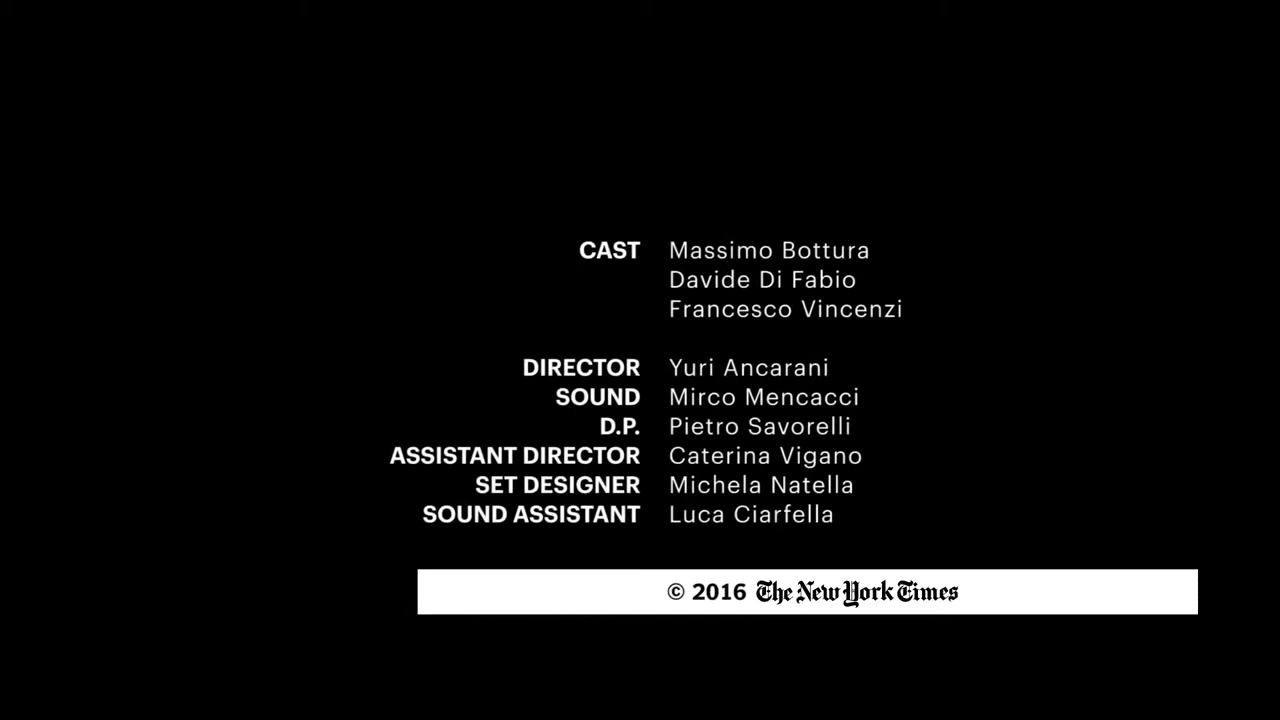 CAST Massimo Bottura
Davide Di Fabio
Francesco Vincenzi
DIRECTOR Yuri Ancarani
SOUND Mirco Mencacci
D.P. Pietro Savorelli
ASSISTANT DIRECTOR Caterina Vigano
SET DESIGNER Michela Natella
SOUND ASSISTANT Luca Ciarfella
© 2016 The New York Times